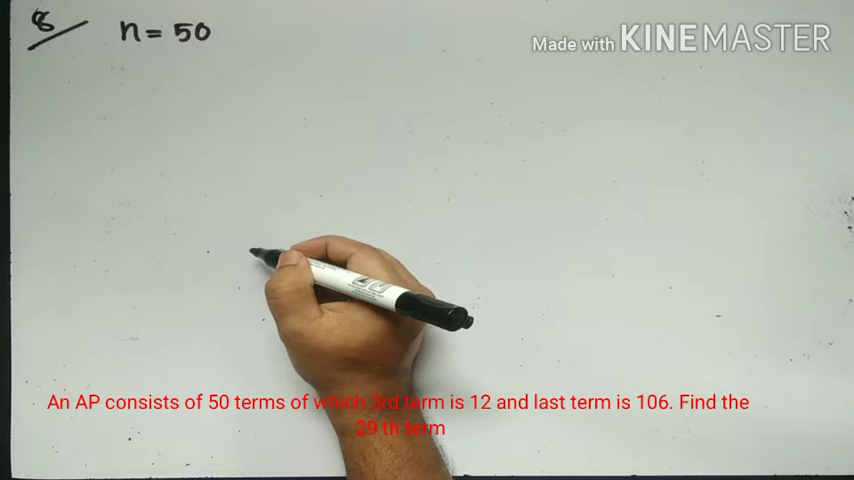 8 n = 50
Made with KINEMASTER
An AP consists of 50 terms of which 3rd term is 12 and last term is 106. Find the
29 th term